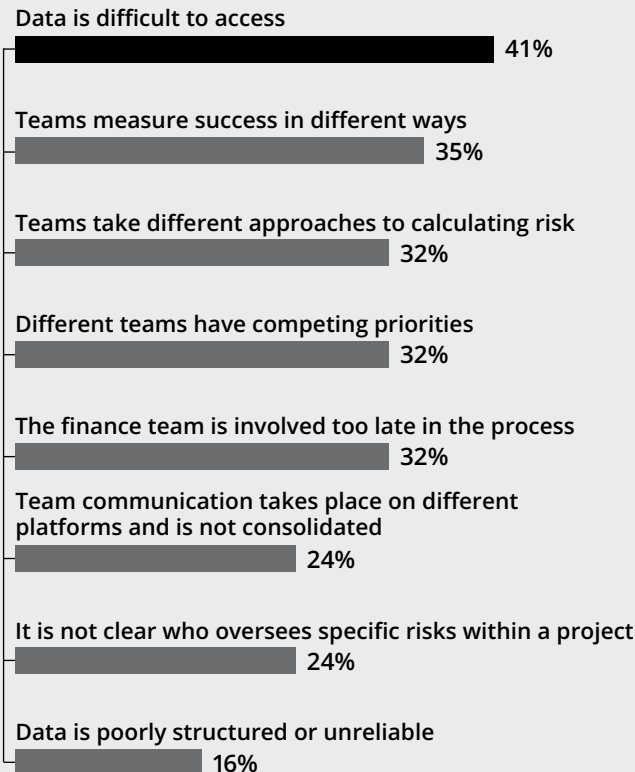 Data is difficult to access
41%
Teams measure success in different ways
35%
Teams take different approaches to calculating risk
32%
Different teams have competing priorities
32%
The finance team is involved too late in the process
32%
Team communication takes place on different
platforms and is not consolidated
24%
It is not clear who oversees specific risks within a project
24%
Data is poorly structured or unreliable
16%